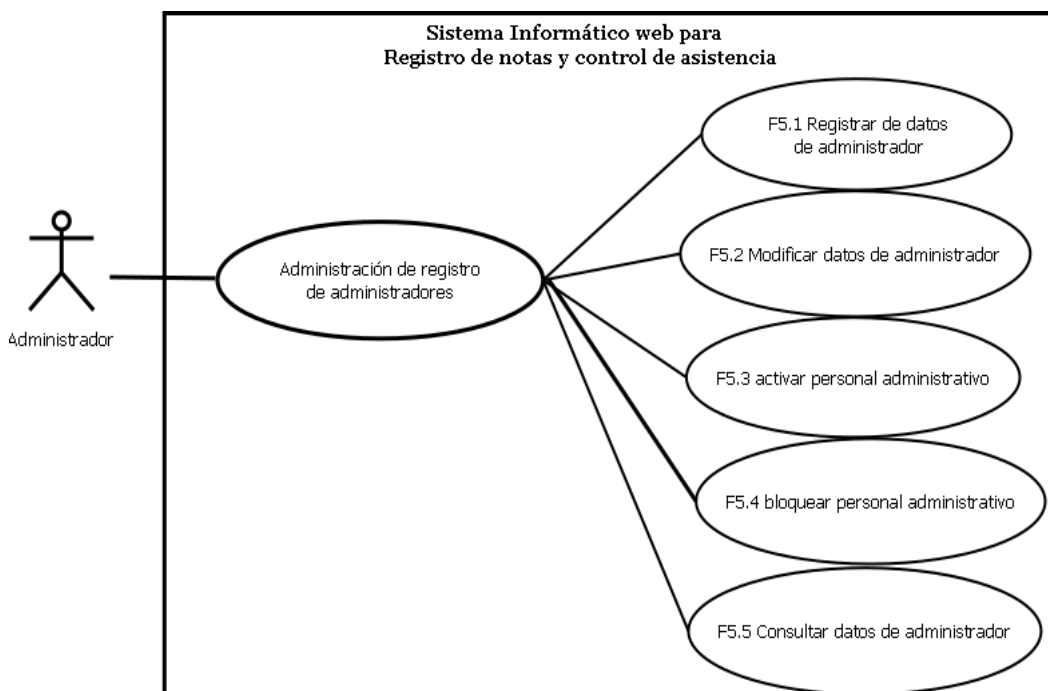 Sistema Informático web para
Registro de notas y control de asistencia
F5.1 Registrar de datos
de administrador
F5.2 Modificar datos de administrador
Administración de registro
de administradores
Administrador
F5.3 activar personal administrativo
F5.4 bloquear personal administrativo
F5.5 Consultar datos de administrador